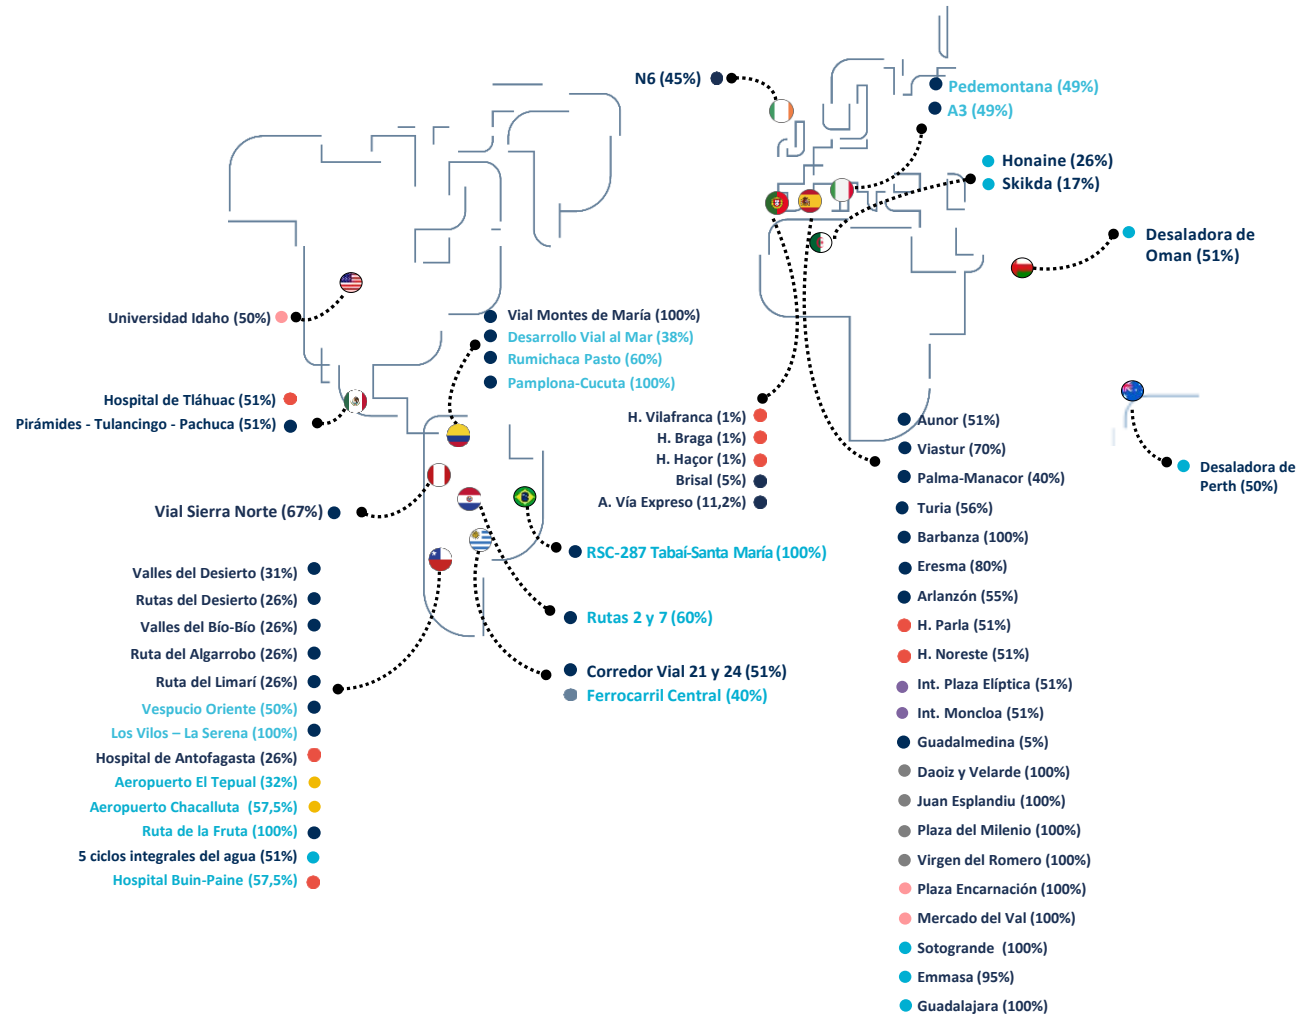 N6 (45%)
Pedemontana (49%)
A3 (49%)
Honaine (26%)
Skikda (17%)
Desaladora de
Oman (51%)
Universidad Idaho (50%)
Vial Montes de María (100%)
Desarrollo Vial al Mar (38%)
Rumichaca Pasto (60%)
Pamplona-Cucuta (100%)
Hospital de Tláhuac (51%)
Pirámides - Tulancingo - Pachuca (51%)
H. Vilafranca (1%)
H. Braga (1%)
H. Haçor (1%)
Brisal (5%)
A. Vía Expreso (11,2%)
Desaladora de
Perth (50%)
Vial Sierra Norte (67%)
RSC-287 Tabaí-Santa María (100%)
Rutas 2 y 7 (60%)
Corredor Vial 21 y 24 (51%)
Ferrocarril Central (40%)
Valles del Desierto (31%)
Rutas del Desierto (26%)
Valles del Bío-Bío (26%)
Ruta del Algarrobo (26%)
Ruta del Limarí (26%)
Vespucio Oriente (50%)
Los Vilos – La Serena (100%)
Hospital de Antofagasta (26%)
Aeropuerto El Tepual (32%)
Aeropuerto Chacalluta (57,5%)
Ruta de la Fruta (100%)
5 ciclos integrales del agua (51%)
Hospital Buin-Paine (57,5%)
Aunor (51%)
Viastur (70%)
Palma-Manacor (40%)
Turia (56%)
Barbanza (100%)
Eresma (80%)
Arlanzón (55%)
H. Parla (51%)
H. Noreste (51%)
Int. Plaza Elíptica (51%)
Int. Moncloa (51%)
Guadalmedina (5%)
Daoiz y Velarde (100%)
Juan Esplandiu (100%)
Plaza del Milenio (100%)
Virgen del Romero (100%)
Plaza Encarnación (100%)
Mercado del Val (100%)
Sotogrande (100%)
Emmasa (95%)
Guadalajara (100%)